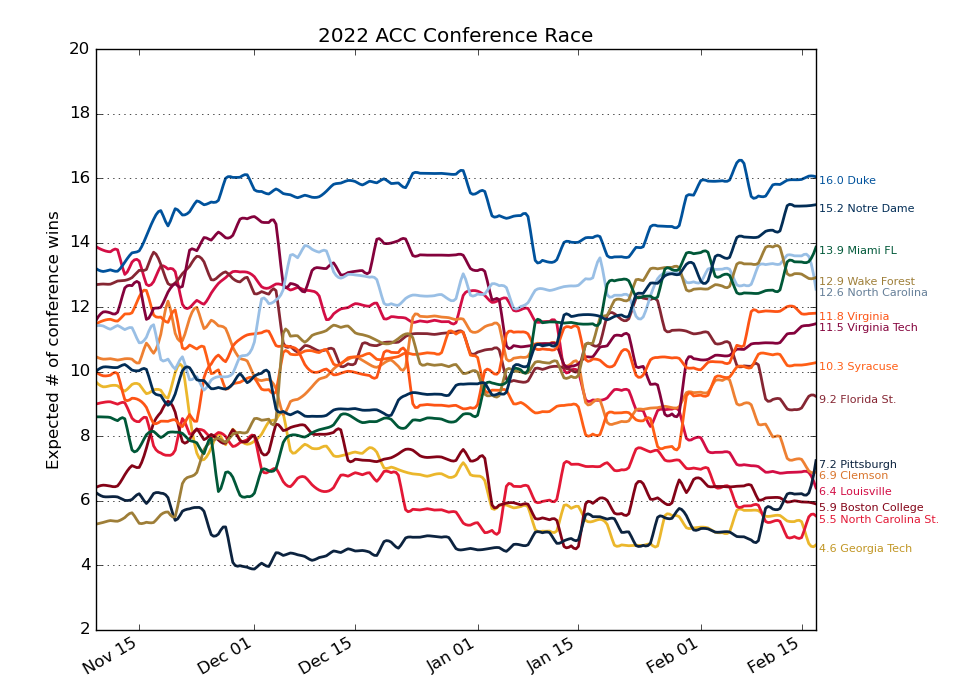 2022 ACC Conference Race
Expected # of conference wins
20
18
16
14
12
10
8
6
4
2
Nov 15
Dec 01
Dec 15
Jan 01
Jan 15
Feb 01
Feb 15
16.0 Duke
15.2 Notre Dame
13.9 Miami FL
12.9 Wake Forest
12.6 North Carolina
11.8 Virginia
11.5 Virginia Tech
10.3 Syracuse
9.2 Florida St.
7.2 Pittsburgh
6.9 Clemson
6.4 Louisville
5.9 Boston College
5.5 North Carolina St.
4.6 Georgia Tech